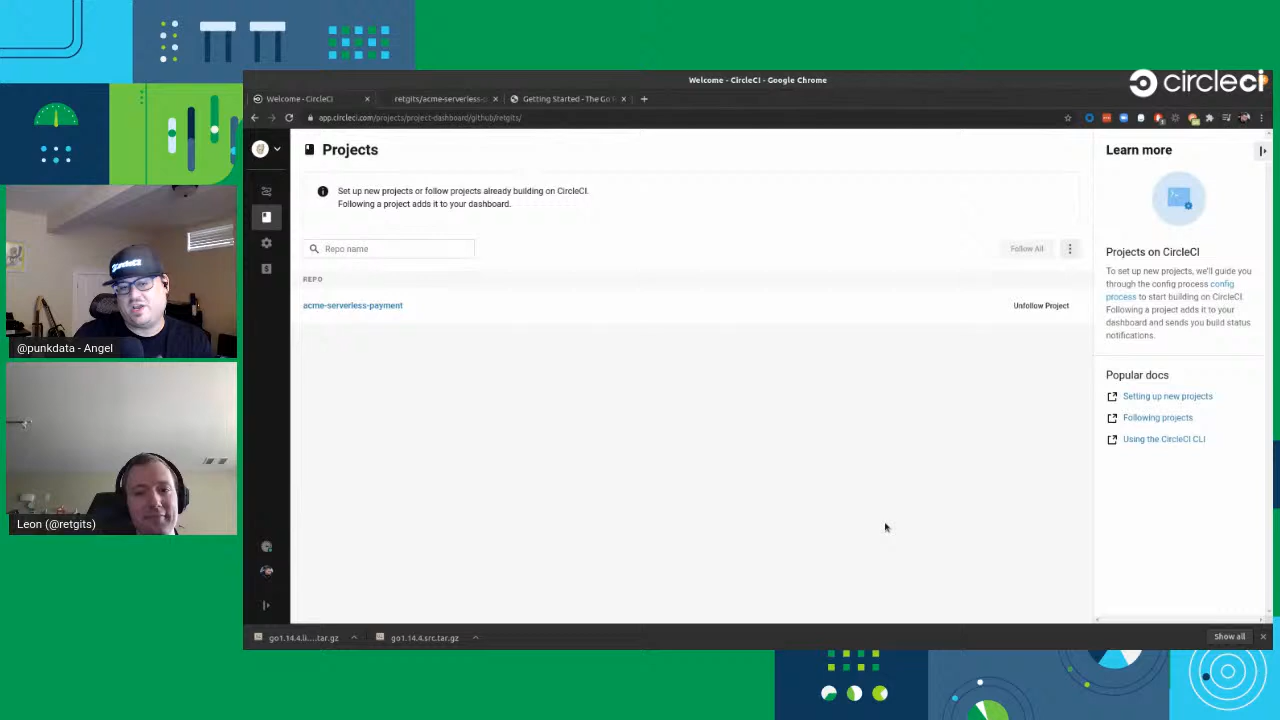 Welcome - CircleCI - Google Chrome
circleci
Welcome - CircleCI
retgits/acme-serverless-p
Getting Started - The Go F
app.circleci.com/projects/project-dashboard/github/retgits/
Projects
Set up new projects or follow projects already building on CircleCI.
Following a project adds it to your dashboard.
Repo name
Follow All
REPO
acme-serverless-payment
Unfollow Project
Learn more
Projects on CircleCI
To set up new projects, we'll guide you
through the config process config
process to start building on CircleCI.
Following a project adds it to your
dashboard and sends you build status
notifications.
Popular docs
Setting up new projects
Following projects
Using the CircleCI CLI
@punkdata - Angel
Leon (@retgits)
go1.14.4.li....tar.gz
go1.14.4.src.tar.gz
Show all